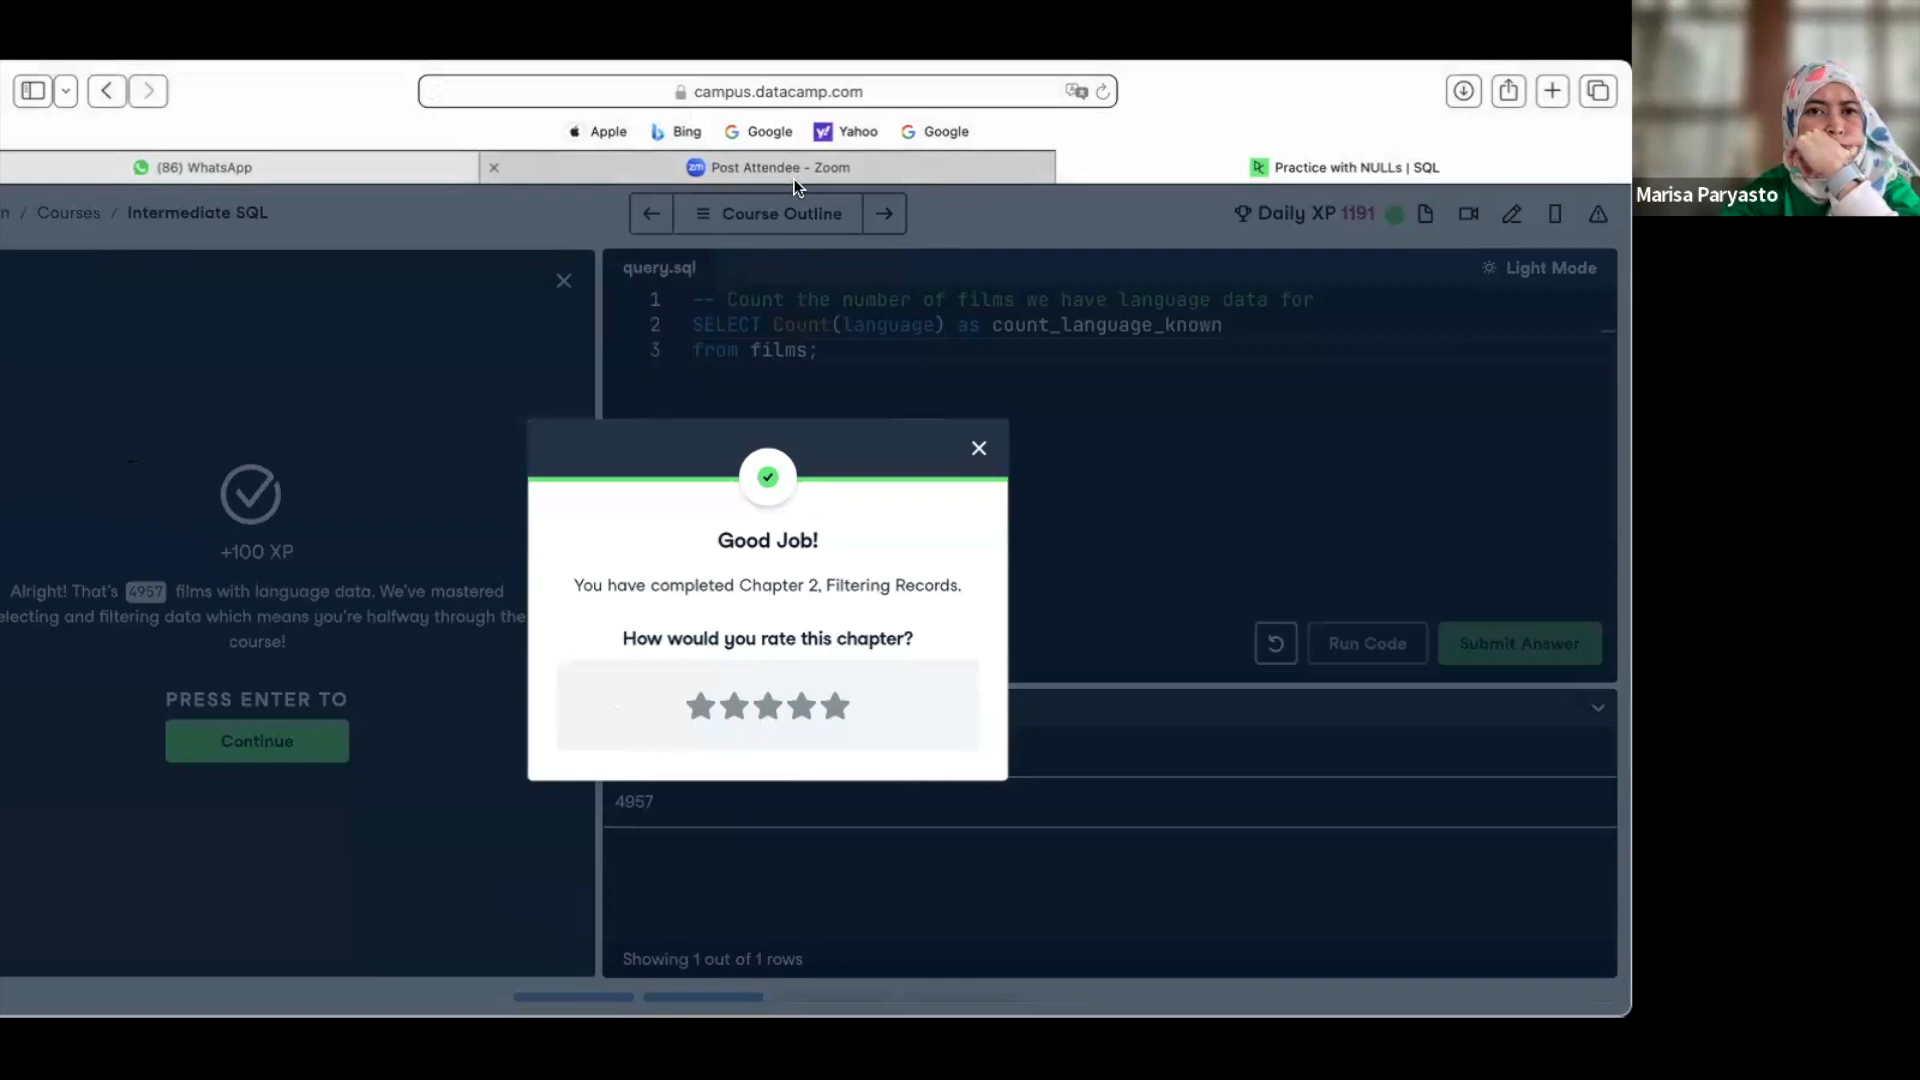 campus.datacamp.com
Apple Bing Google Yahoo Google
(86) WhatsApp
Post Attendee - Zoom
Practice with NULLs | SQL
Marisa Paryasto
n / Courses / Intermediate SQL
Course Outline
Daily XP 1191
query.sql
Light Mode
1 -- Count the number of films we have language data for
2 SELECT Count(language) as count_language_known
3 from films;
Good Job!
You have completed Chapter 2, Filtering Records.
How would you rate this chapter?
+100 XP
Alright! That's 4957 films with language data. We've mastered
electing and filtering data which means you're halfway through the
course!
PRESS ENTER TO
Continue
Run Code
Submit Answer
4957
Showing 1 out of 1 rows